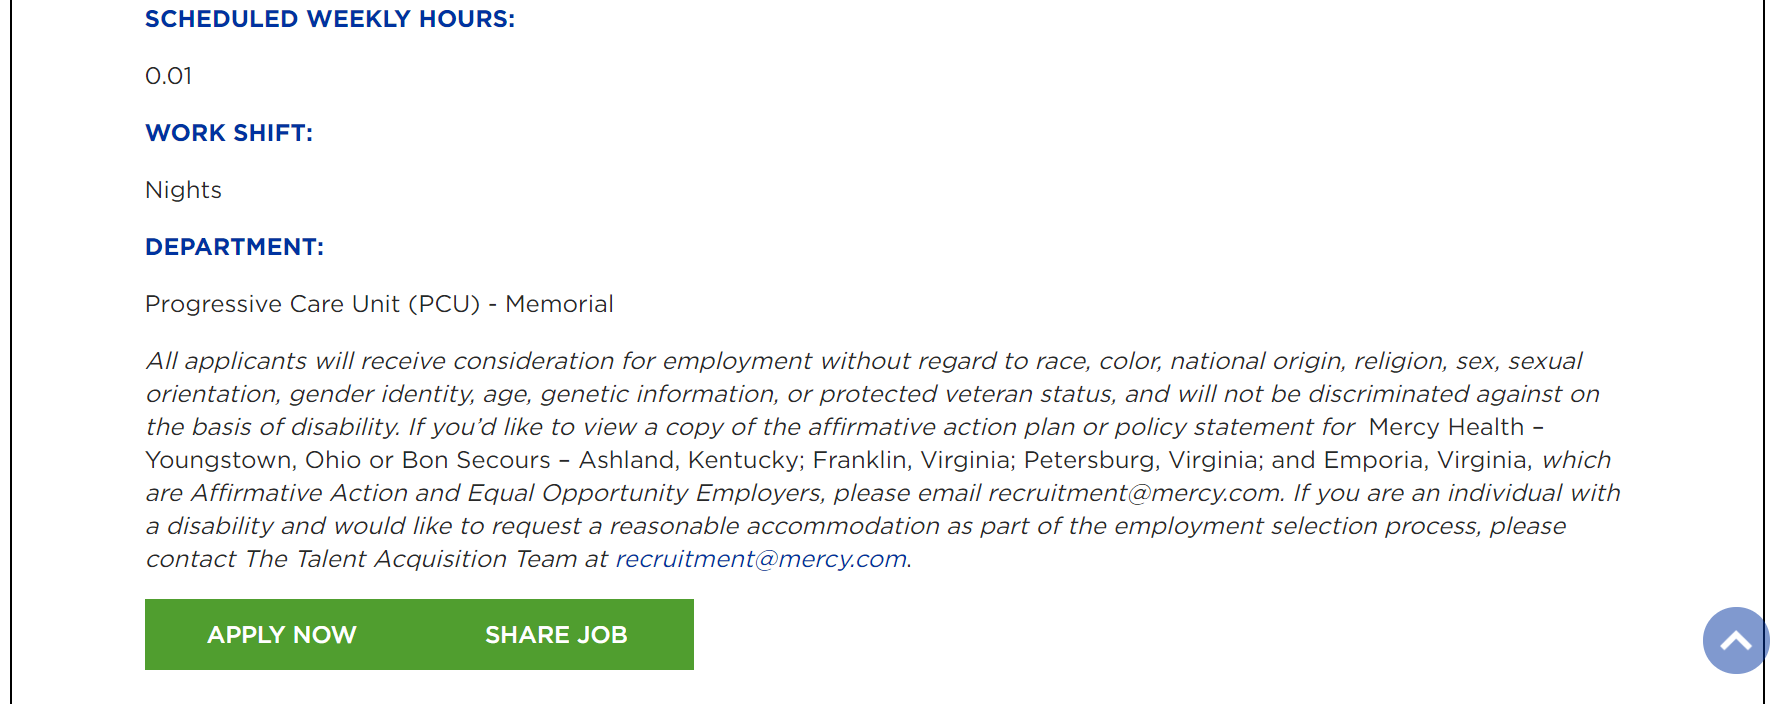 SCHEDULED WEEKLY HOURS:
0.01
WORK SHIFT:
Nights
DEPARTMENT:
Progressive Care Unit (PCU) - Memorial
All applicants will receive consideration for employment without regard to race, color, national origin, religion, sex, sexual
orientation, gender identity, age, genetic information, or protected veteran status, and will not be discriminated against on
the basis of disability. If you’d like to view a copy of the affirmative action plan or policy statement for  Mercy Health –
Youngstown, Ohio or Bon Secours – Ashland, Kentucky; Franklin, Virginia; Petersburg, Virginia; and Emporia, Virginia, which
are Affirmative Action and Equal Opportunity Employers, please email recruitment@mercy.com. If you are an individual with
a disability and would like to request a reasonable accommodation as part of the employment selection process, please
contact The Talent Acquisition Team at recruitment@mercy.com.
APPLY NOW SHARE JOB